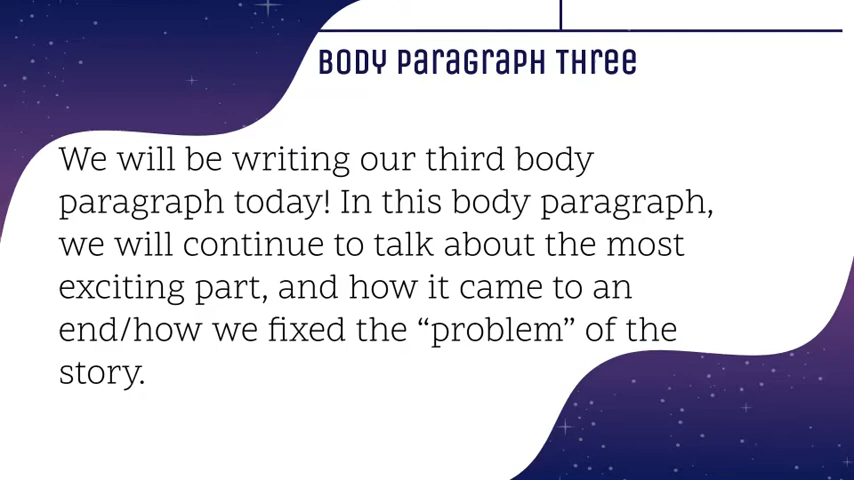 Body Paragraph Three
We will be writing our third body
paragraph today! In this body paragraph,
we will continue to talk about the most
exciting part, and how it came to an
end/how we fixed the “problem” of the
story.